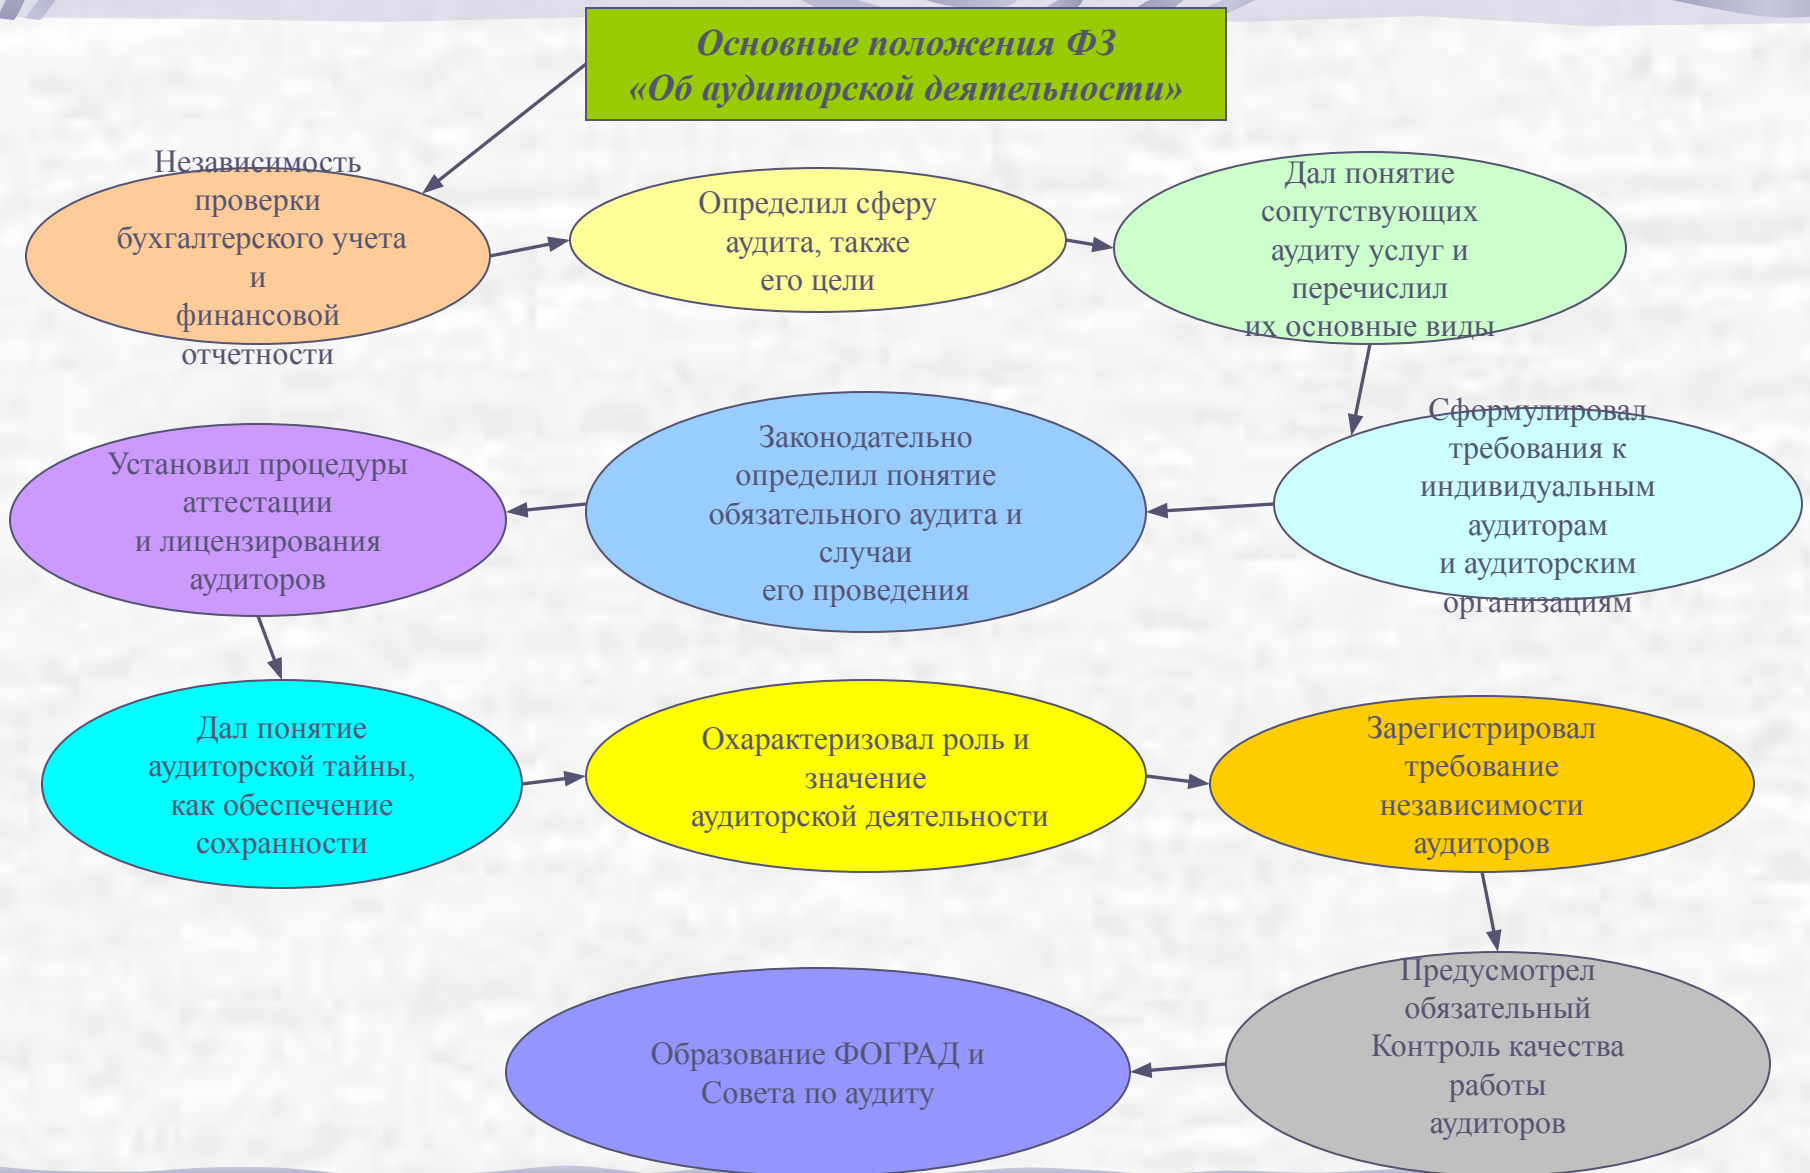 Основные положения ФЗ
«Об аудиторской деятельности»
Независимость
проверки
бухгалтерского учета
и
финансовой
отчетности
Определил сферу
аудита, также
его цели
Дал понятие
сопутствующих
аудиту услуг и
перечислил
их основные виды
Сформулировал
требования к
индивидуальным
аудиторам
и аудиторским
организациям
Законодательно
определил понятие
обязательного аудита и
случаи
его проведения
Установил процедуры
аттестации
и лицензирования
аудиторов
Дал понятие
аудиторской тайны,
как обеспечение
сохранности
Охарактеризовал роль и
значение
аудиторской деятельности
Зарегистрировал
требование
независимости
аудиторов
Предусмотрел
обязательный
Контроль качества
работы
аудиторов
Образование ФОГРАД и
Совета по аудиту